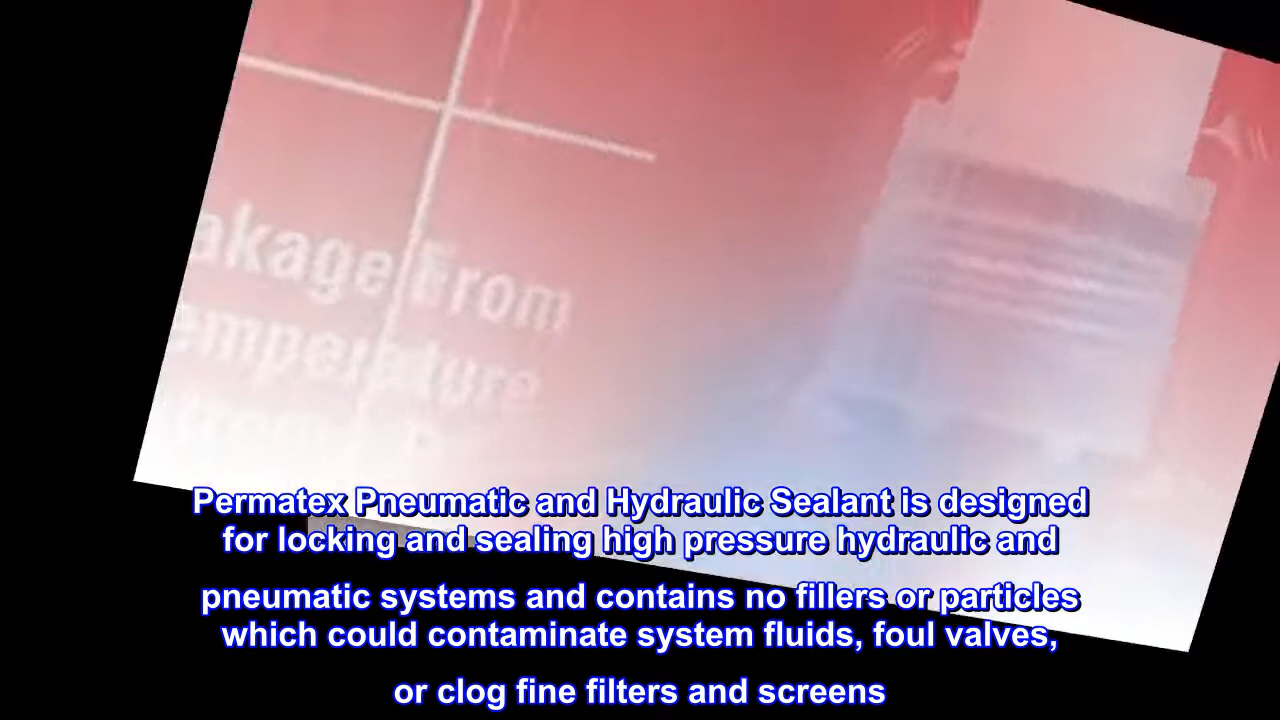 akage From
emperature
Permatex Pneumatic and Hydraulic Sealant is designed
for locking and sealing high pressure hydraulic and
pneumatic systems and contains no fillers or particles
which could contaminate system fluids, foul valves,
or clog fine filters and screens